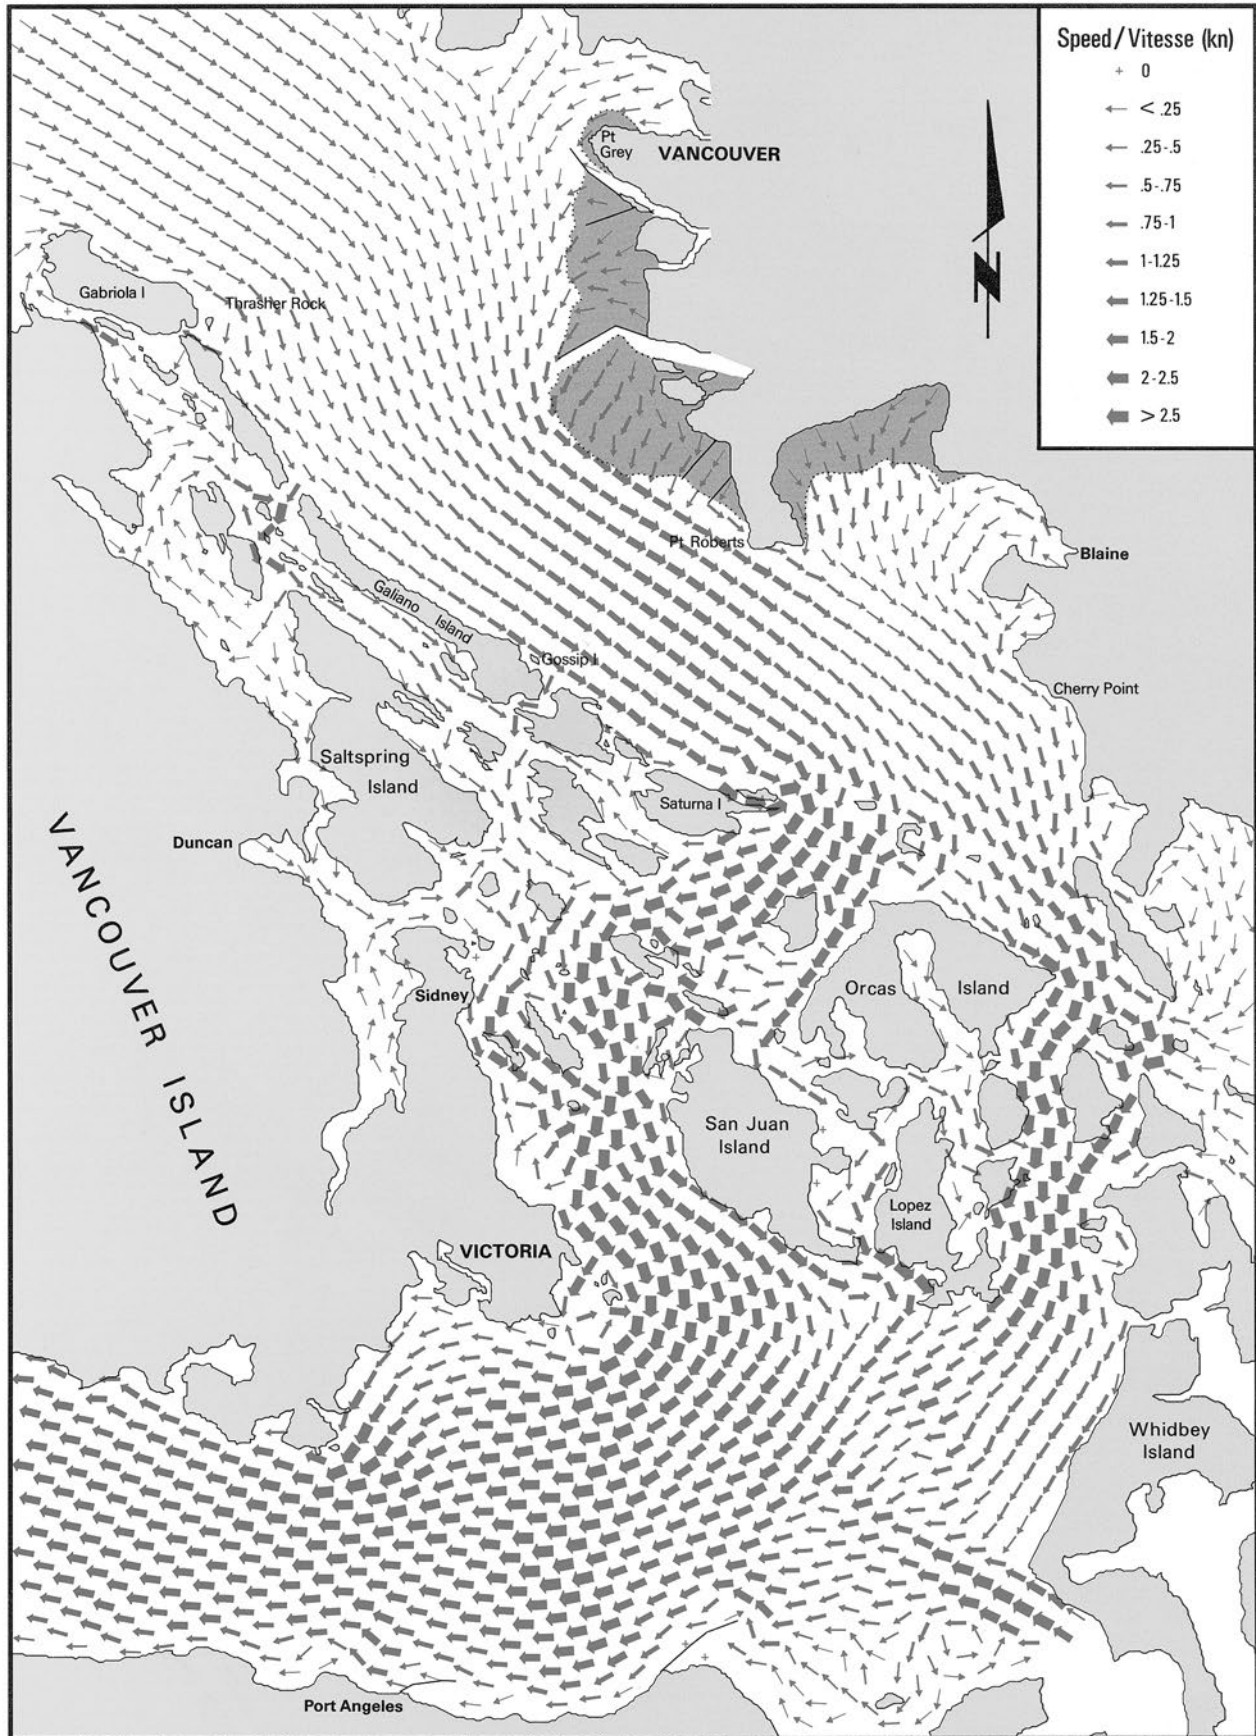 Speed/Vitesse (kn)
0
< .25
.25-.5
.5-.75
.75-1
1-1.25
1.25-1.5
1.5-2
2-2.5
> 2.5
Pt
Grey
VANCOUVER
N
Gabriola I
Thrasher Rock
Pt Roberts
Blaine
Galiano
Island
Gossip I
Cherry Point
Saltspring
Island
Saturna I
Duncan
VANCOUVER ISLAND
Sidney
Orcas
Island
San Juan
Island
Lopez
Island
VICTORIA
Whidbey
Island
Port Angeles